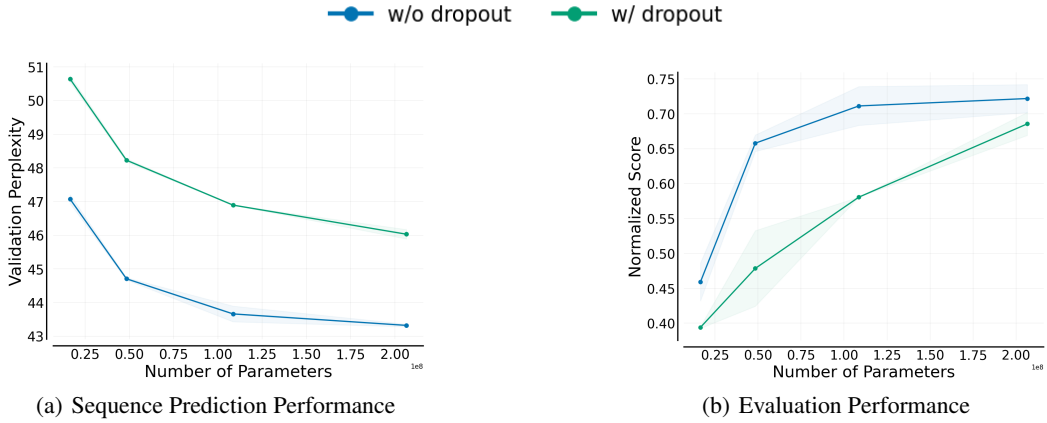 w/o dropout w/ dropout
51
50
49
48
47
46
45
44
43
Validation Perplexity
0.25 0.50 0.75 1.00 1.25 1.50 1.75 2.00
Number of Parameters
1e8
(a) Sequence Prediction Performance
0.75
0.70
0.65
0.60
0.55
0.50
0.45
0.40
Normalized Score
0.25 0.50 0.75 1.00 1.25 1.50 1.75 2.00
Number of Parameters
1e8
(b) Evaluation Performance